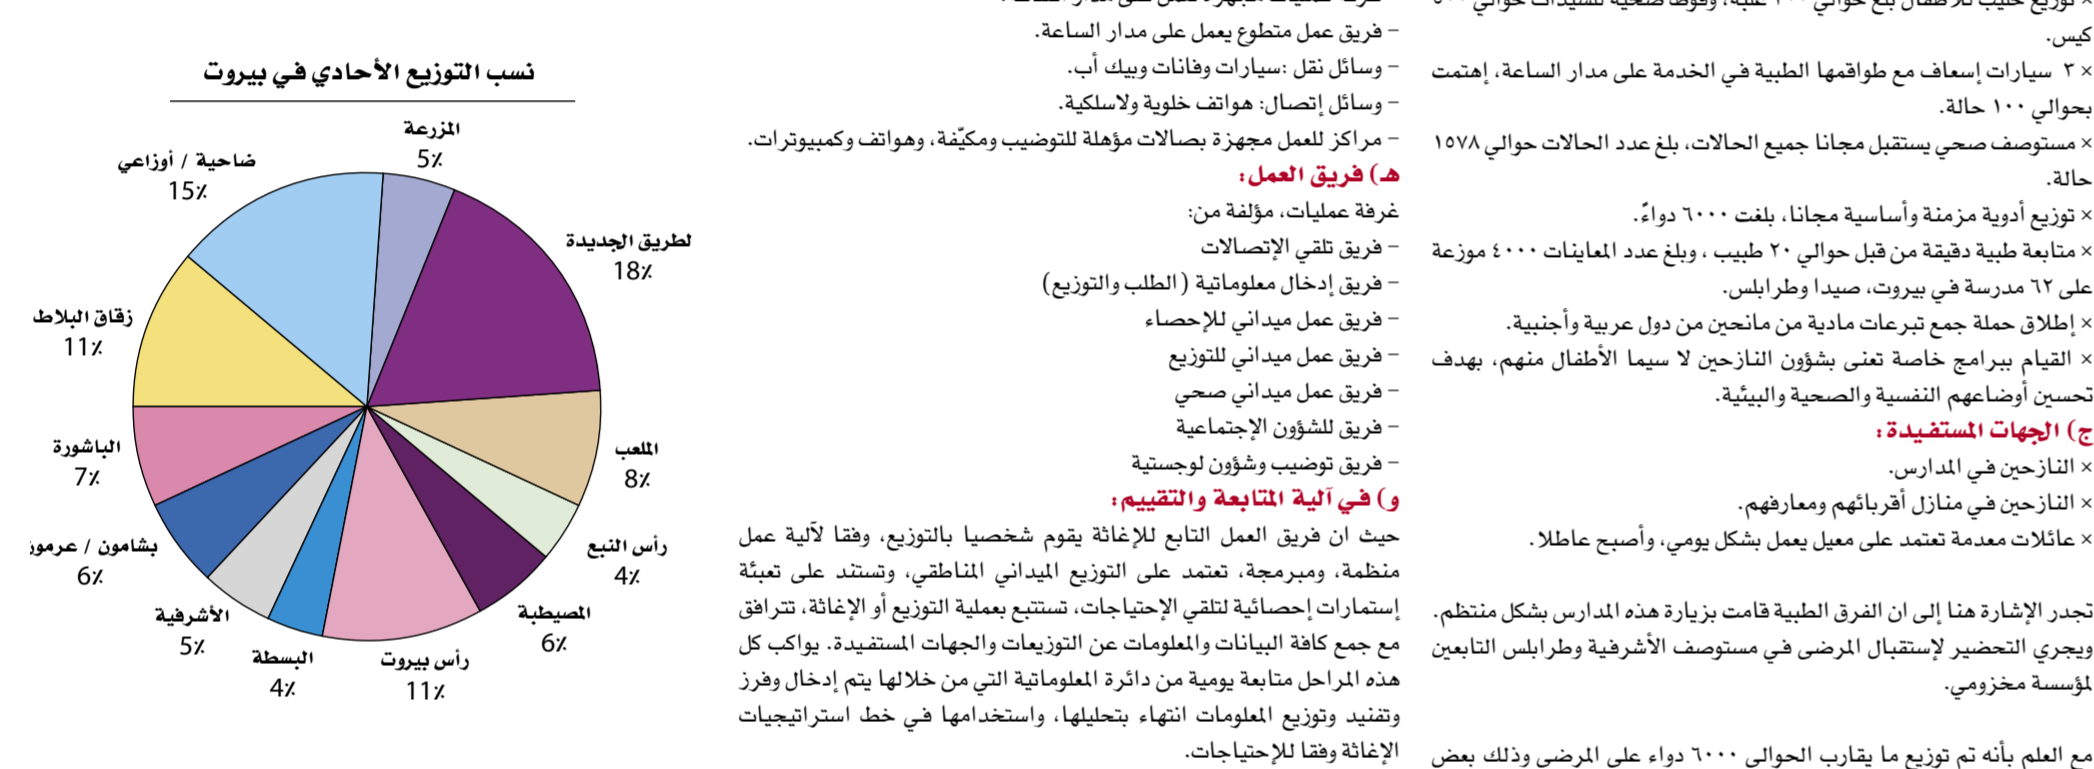 × توزيع حليب للأطفال بلغ حوالي ٢٠٠ علبة، وفوط صحية للسيدات حوالي ٥٠٠
كيس.
× ٣ سيارات إسعاف مع طواقمها الطبية في الخدمة على مدار الساعة، إهتمت
بحوالي ١٠٠ حالة.
× مستوصف صحي يستقبل مجانا جميع الحالات، بلغ عدد الحالات حوالي ١٥٧٨
حالة.
× توزيع أدوية مزمنة وأساسية مجانا، بلغت ٦٠٠٠ دواءً.
× متابعة طبية دقيقة من قبل حوالي ٢٠ طبيب ، وبلغ عدد المعاينات ٤٠٠٠ موزعة
على ٦٢ مدرسة في بيروت، صيدا وطرابلس.
× إطلاق حملة جمع تبرعات مادية من مانحين من دول عربية وأجنبية.
× القيام ببرامج خاصة تعنى بشؤون النازحين لا سيما الأطفال منهم، بهدف
تحسين أوضاعهم النفسية والصحية والبيئية.
ج) الجهات المستفيدة:
× النازحين في المدارس.
× النازحين في منازل أقربائهم ومعارفهم.
× عائلات معدمة تعتمد على معيل يعمل بشكل يومي، وأصبح عاطلا.
تجدر الإشارة هنا إلى ان الفرق الطبية قامت بزيارة هذه المدارس بشكل منتظم.
ويجري التحضير لإستقبال المرضى في مستوصف الأشرفية وطرابلس التابعين
لمؤسسة مخزومي.
مع العلم بأنه تم توزيع ما يقارب الحوالي ٦٠٠٠ دواء على المرضى وذلك بعض
– فريق عمل متطوع يعمل على مدار الساعة.
– وسائل نقل :سيارات وفانات وبيك أب.
– وسائل إتصال: هواتف خلوية ولاسلكية.
– مراكز للعمل مجهزة بصالات مؤهلة للتوضيب ومكيّفة، وهواتف وكمبيوترات.
هـ) فريق العمل:
غرفة عمليات، مؤلفة من:
– فريق تلقي الإتصالات
– فريق إدخال معلوماتية (الطلب والتوزيع)
– فريق عمل ميداني للإحصاء
– فريق عمل ميداني للتوزيع
– فريق عمل ميداني صحي
– فريق للشؤون الإجتماعية
– فريق توضيب وشؤون لوجستية
و) في آلية المتابعة والتقييم:
حيث ان فريق العمل التابع للإغاثة يقوم شخصيا بالتوزيع، وفقا لآلية عمل
منظمة، ومبرمجة، تعتمد على التوزيع الميداني المناطقي، وتستند على تعبئة
إستمارات إحصائية لتلقي الإحتياجات، تستتبع بعملية التوزيع أو الإغاثة، تترافق
مع جمع كافة البيانات والمعلومات عن التوزيعات والجهات المستفيدة. يواكب كل
هذه المراحل متابعة يومية من دائرة المعلوماتية التي من خلالها يتم إدخال وفرز
وتفنيد وتوزيع المعلومات انتهاء بتحليلها، واستخدامها في خط استراتيجيات
الإغاثة وفقا للإحتياجات.
نسب التوزيع الأحادي في بيروت
المزرعة
5٪
لطريق الجديدة
18٪
الملعب
8٪
رأس النبع
4٪
المصيطبة
6٪
رأس بيروت
11٪
البسطة
4٪
الأشرفية
5٪
بشامون / عرمور
6٪
الباشورة
7٪
زقاق البلاط
11٪
ضاحية / أوزاعي
15٪